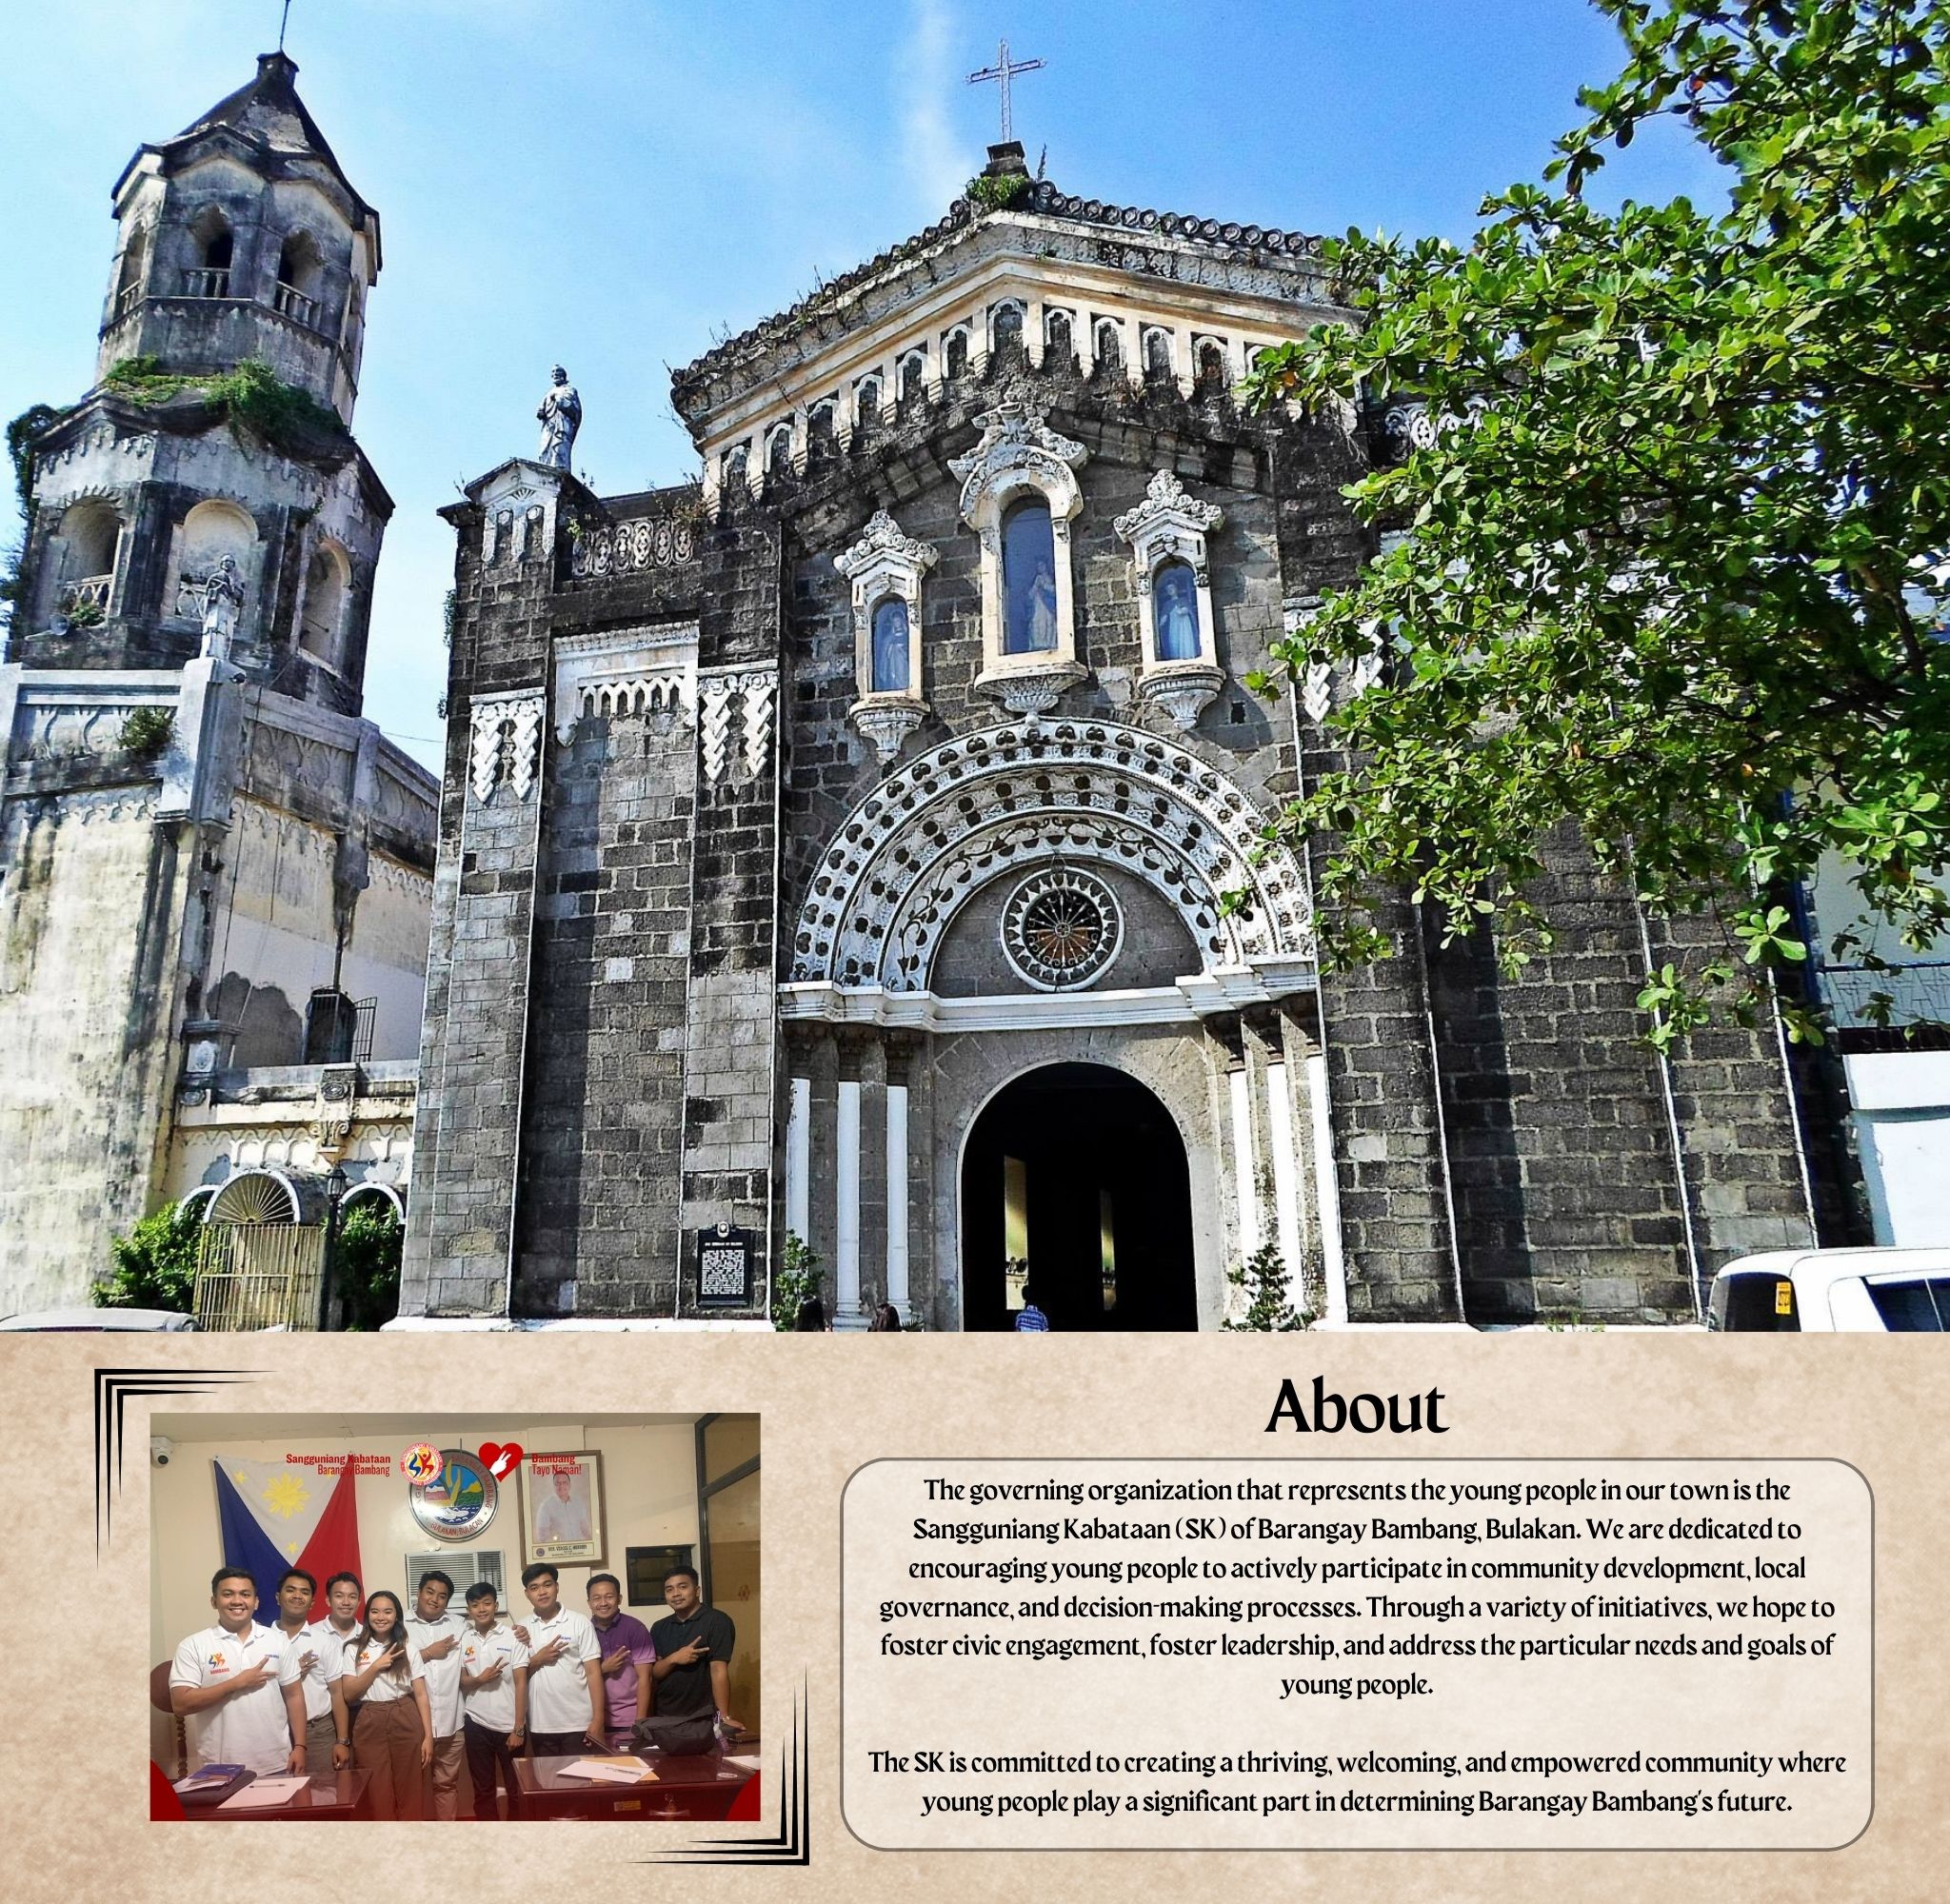 About
The governing organization that represents the young people in our town is the
Sangguniang Kabataan (SK) of Barangay Bambang, Bulakan. We are dedicated to
encouraging young people to actively participate in community development, local
governance, and decision-making processes. Through a variety of initiatives, we hope to
foster civic engagement, foster leadership, and address the particular needs and goals of
young people.
The SK is committed to creating a thriving, welcoming, and empowered community where
young people play a significant part in determining Barangay Bambang's future.
Sangguniang Kabataan
Barangay Bambang
Bambang
Tayo Naman!
BULAKAN, BULACAN
BAMBANG